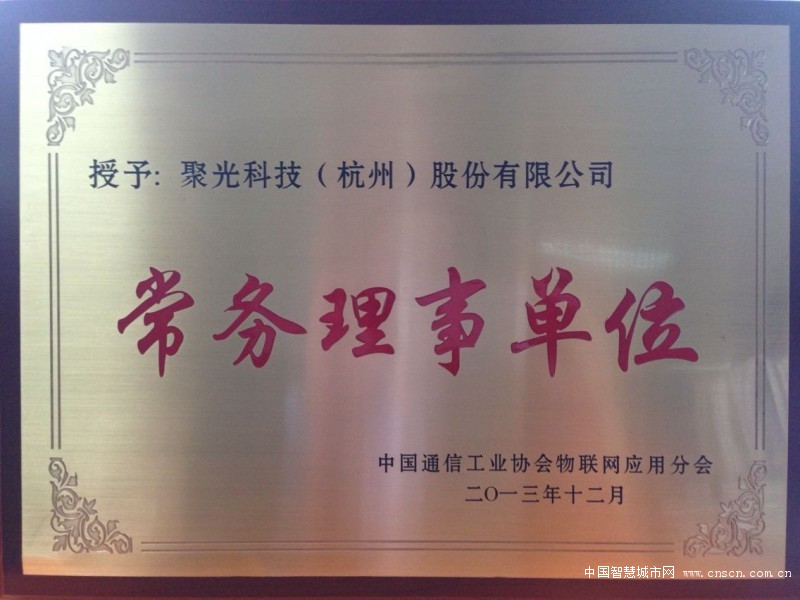 授予: 聚光科技（杭州）股份有限公司
常务理事单位
中国通信工业协会物联网应用分会
二〇一三年十二月
中国智慧城市网 www.cnscn.com.cn